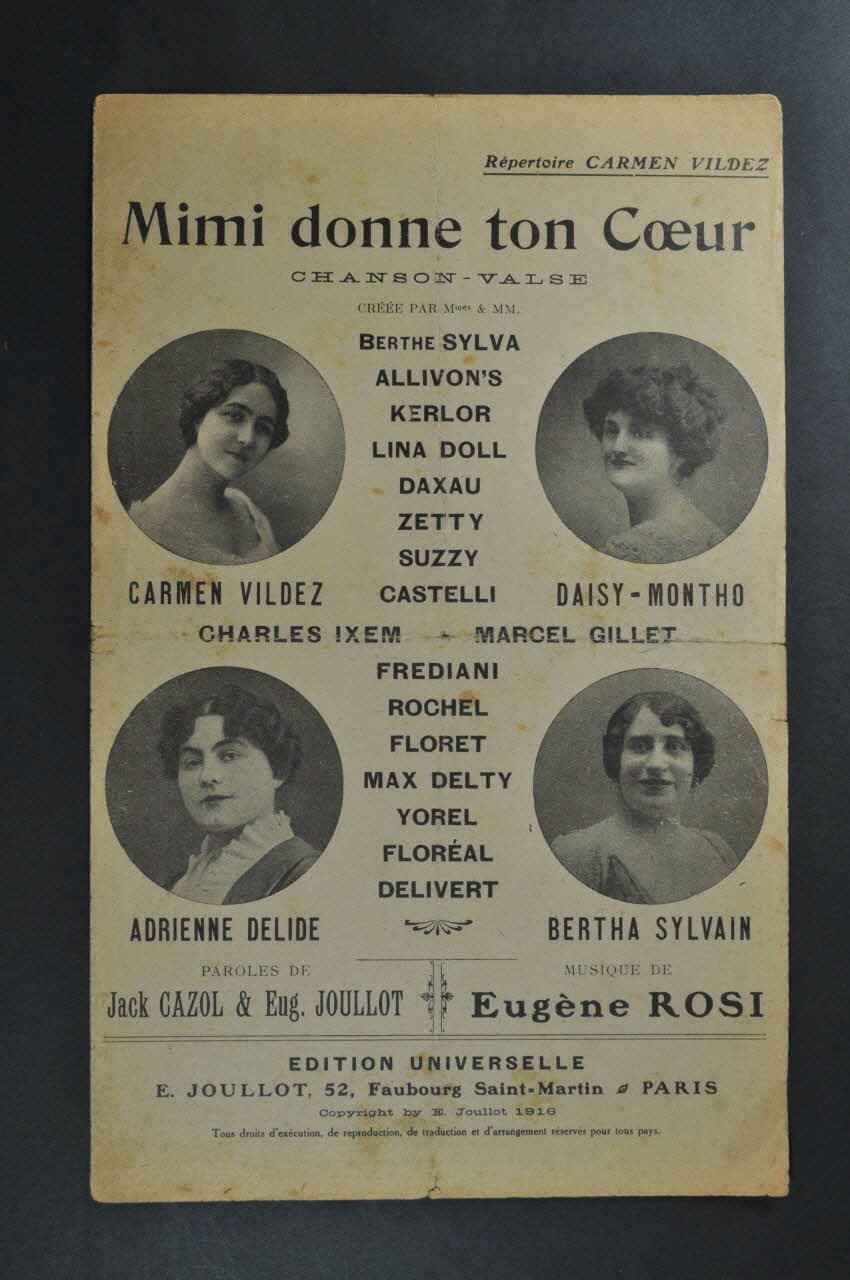 Répertoire CARMEN VILDEZ
Mimi donne ton Cœur
CHANSON-VALSE
CRÉÉE PAR Mmes & MM.
BERTHE SYLVA
ALLIVON'S
KERLOR
LINA DOLL
DAXAU
ZETTY
SUZZY
CARMEN VILDEZ CASTELLI DAISY-MONTHO
CHARLES IXEM - MARCEL GILLET
FREDIANI
ROCHEL
FLORET
MAX DELTY
YOREL
FLORÉAL
DELIVERT
ADRIENNE DELIDE BERTHA SYLVAIN
PAROLES DE MUSIQUE DE
Jack CAZOL & Eug. JOULLOT Eugène ROSI
EDITION UNIVERSELLE
E. JOULLOT, 52, Faubourg Saint-Martin PARIS
Copyright by E. Joullot 1916
Tous droits d'exécution, de reproduction, de traduction et d'arrangement réservés pour tous pays.